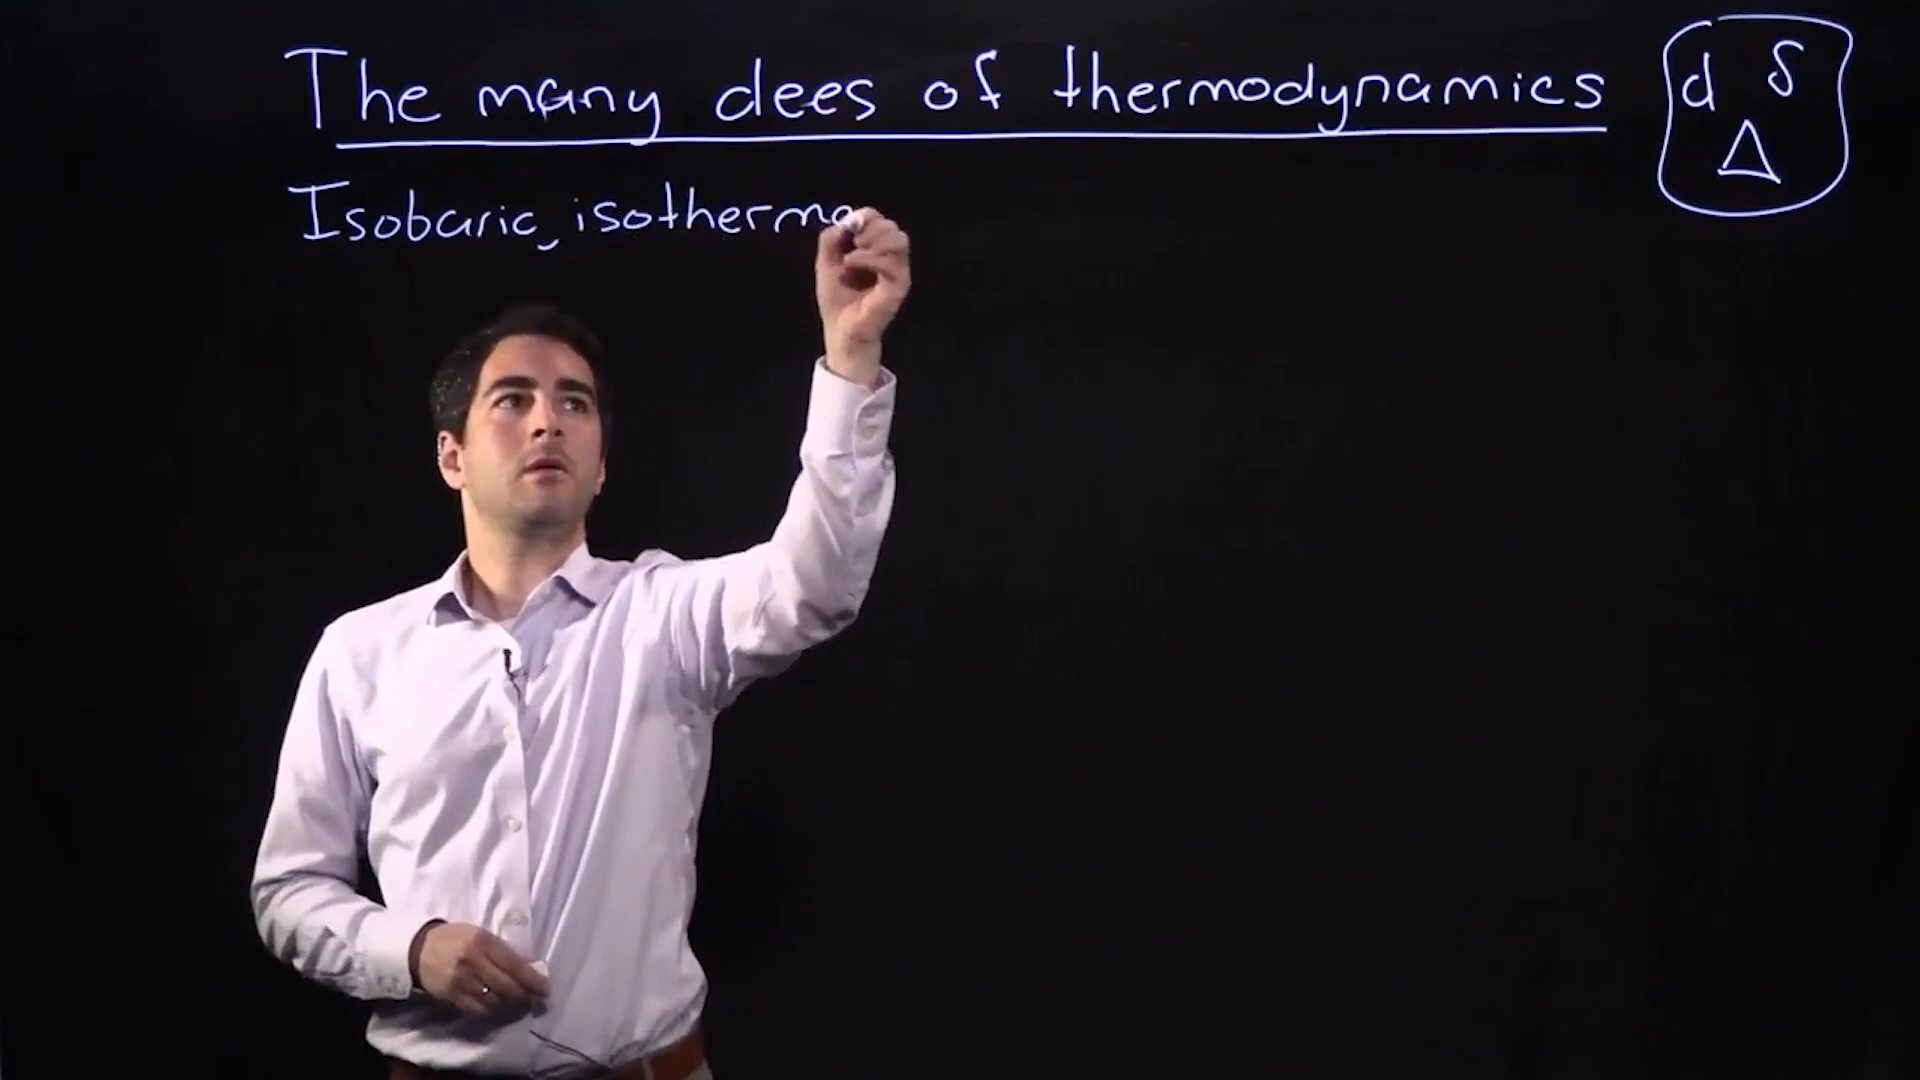 The many dees of thermodynamics
d δ
Δ
Isobaric, isotherma